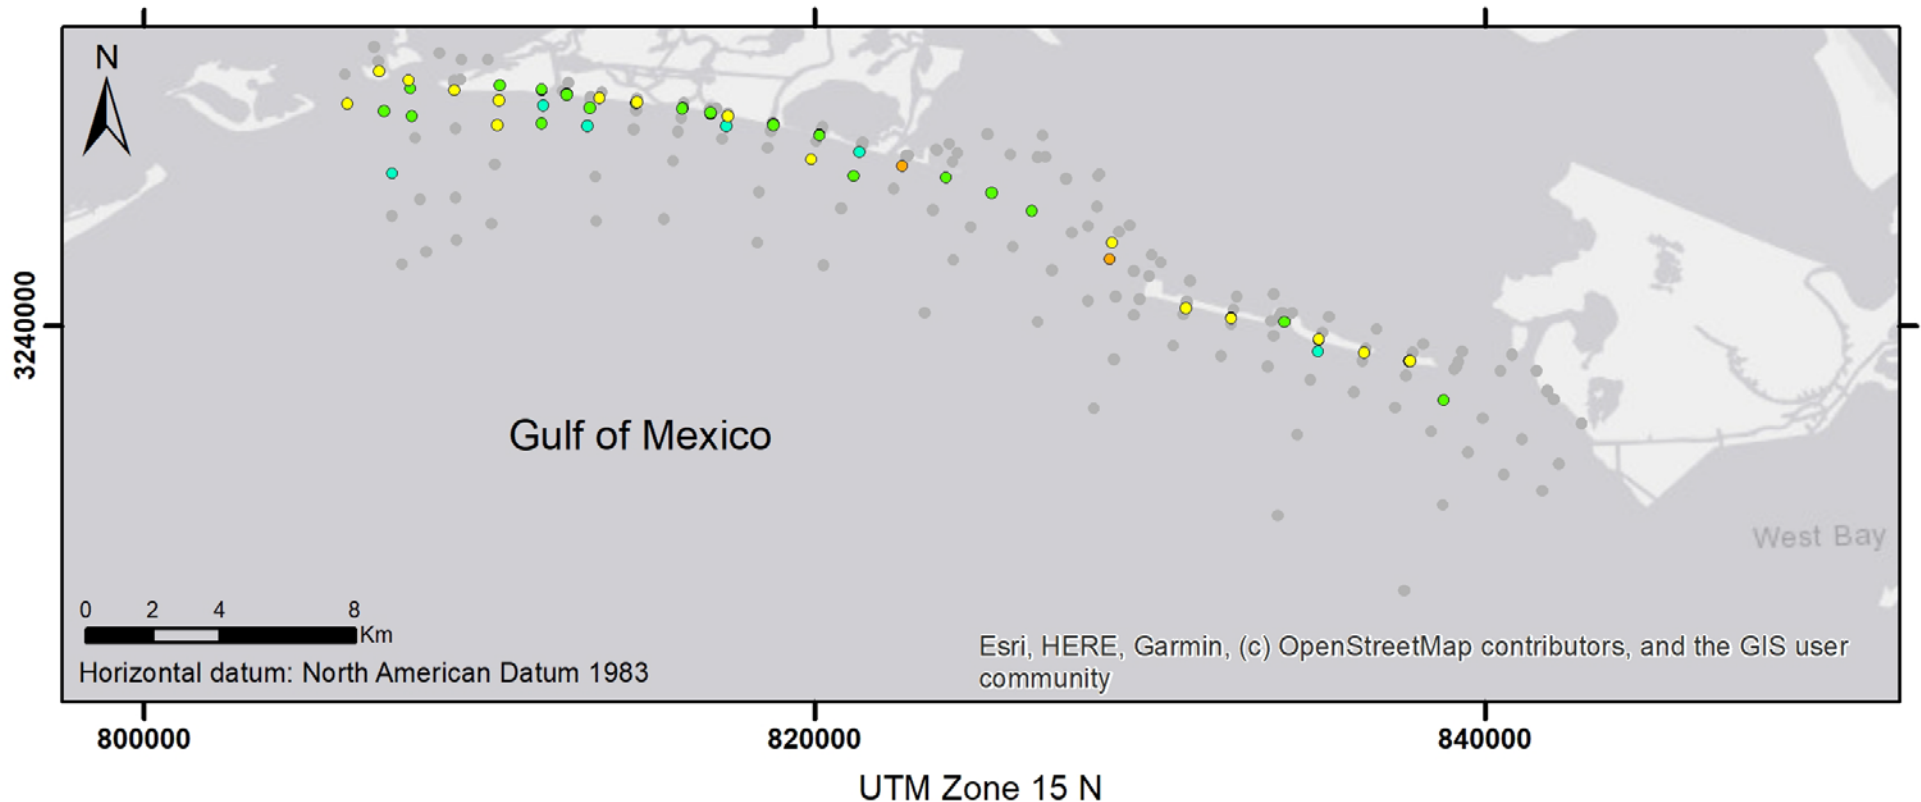 N
3240000
Gulf of Mexico
West Bay
0 2 4 8
Km
Horizontal datum: North American Datum 1983
Esri, HERE, Garmin, (c) OpenStreetMap contributors, and the GIS user
community
800000 820000 840000
UTM Zone 15 N